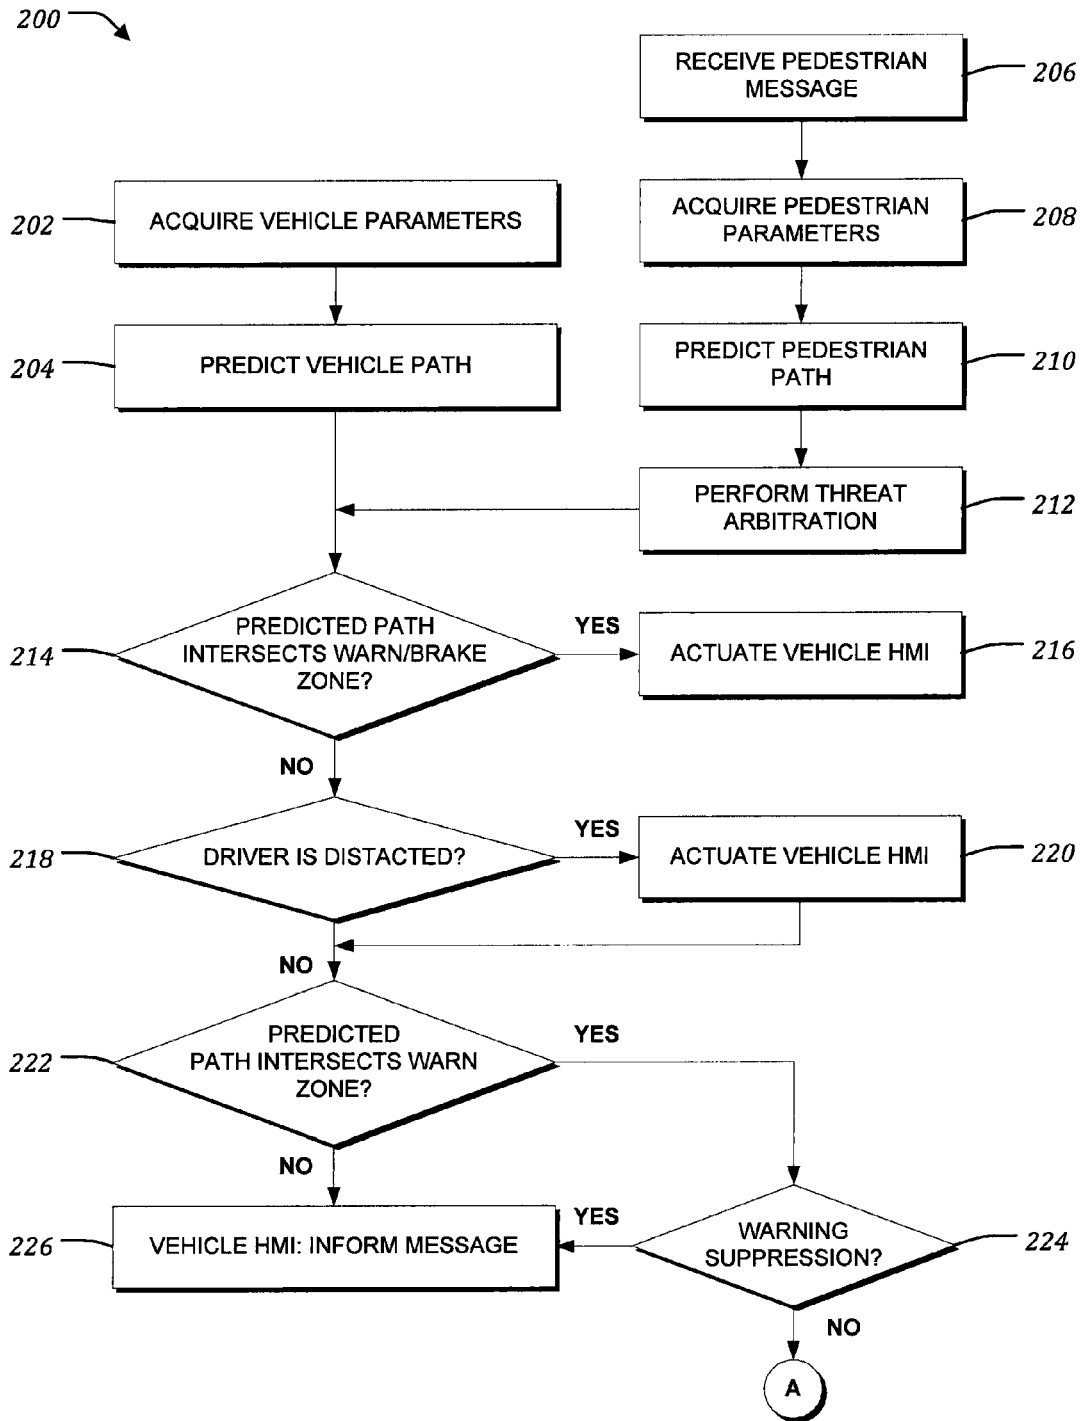 200
RECEIVE PEDESTRIAN
MESSAGE
206
202
ACQUIRE VEHICLE PARAMETERS
ACQUIRE PEDESTRIAN
PARAMETERS
208
204
PREDICT VEHICLE PATH
PREDICT PEDESTRIAN
PATH
210
PERFORM THREAT
ARBITRATION
212
214
PREDICTED PATH
INTERSECTS WARN/BRAKE
ZONE?
YES
ACTUATE VEHICLE HMI
216
NO
218
DRIVER IS DISTACTED?
YES
ACTUATE VEHICLE HMI
220
NO
222
PREDICTED
PATH INTERSECTS WARN
ZONE?
YES
NO
226
VEHICLE HMI: INFORM MESSAGE
YES
WARNING
SUPPRESSION?
224
NO
A